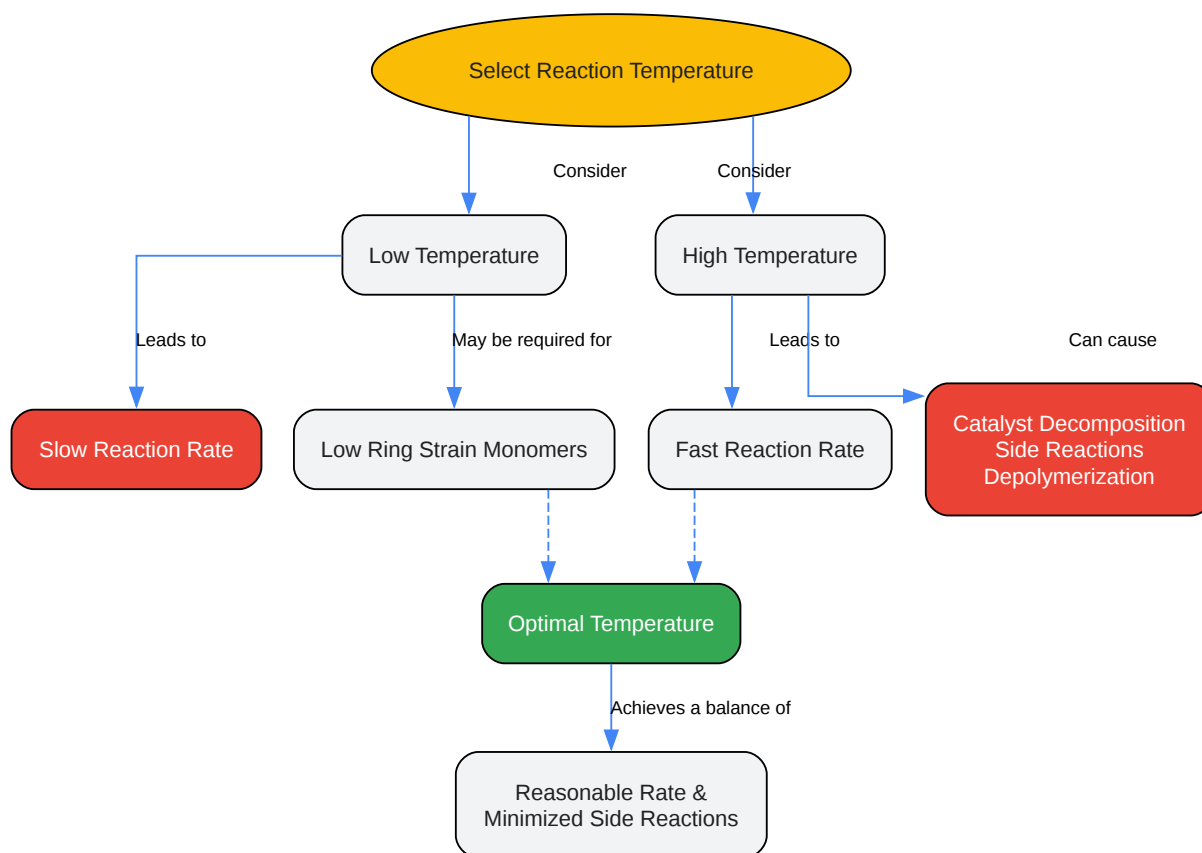 Select Reaction Temperature
Consider
Consider
Low Temperature
High Temperature
Leads to
May be required for
Leads to
Can cause
Slow Reaction Rate
Low Ring Strain Monomers
Fast Reaction Rate
Catalyst Decomposition
Side Reactions
Depolymerization
Optimal Temperature
Achieves a balance of
Reasonable Rate &
Minimized Side Reactions